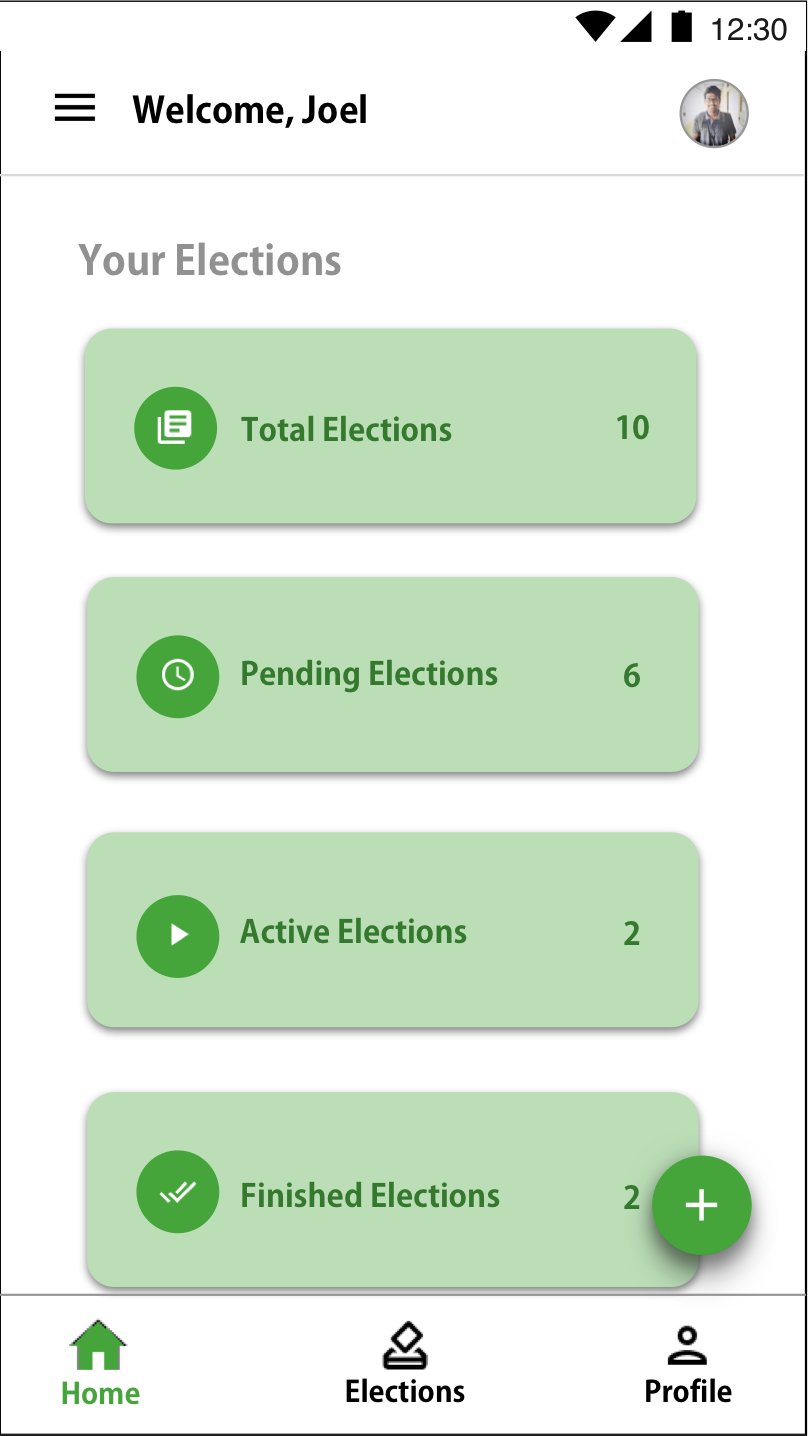 12:30
Welcome, Joel
Your Elections
Total Elections 10
Pending Elections 6
Active Elections 2
Finished Elections 2
Home Elections Profile